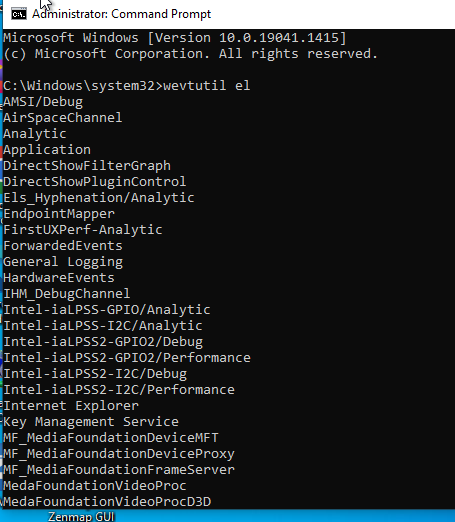 Administrator: Command Prompt
Microsoft Windows [Version 10.0.19041.1415]
(c) Microsoft Corporation. All rights reserved.
C:\Windows\system32>wevtutil el
AMSI/Debug
AirSpaceChannel
Analytic
Application
DirectShowFilterGraph
DirectShowPluginControl
Els_Hyphenation/Analytic
EndpointMapper
FirstUXPerf-Analytic
ForwardedEvents
General Logging
HardwareEvents
IHM_DebugChannel
Intel-iaLPSS-GPIO/Analytic
Intel-iaLPSS-I2C/Analytic
Intel-iaLPSS2-GPIO2/Debug
Intel-iaLPSS2-GPIO2/Performance
Intel-iaLPSS2-I2C/Debug
Intel-iaLPSS2-I2C/Performance
Internet Explorer
Key Management Service
MF_MediaFoundationDeviceMFT
MF_MediaFoundationDeviceProxy
MF_MediaFoundationFrameServer
MedaFoundationVideoProc
MedaFoundationVideoProcD3D
Zenmap GUI